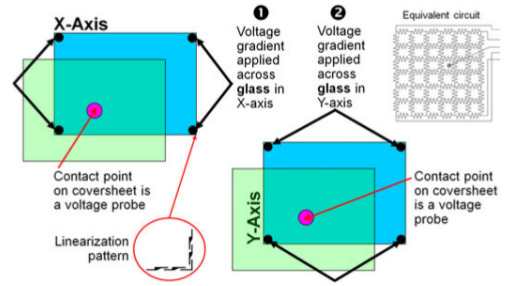 X-Axis
❶
Voltage
gradient
applied
across
glass in
X-axis
❷
Voltage
gradient
applied
across
glass in
Y-axis
Equivalent circuit
Contact point
on coversheet is
a voltage probe
Linearization
pattern
Y-Axis
Contact point
on coversheet
is a voltage
probe